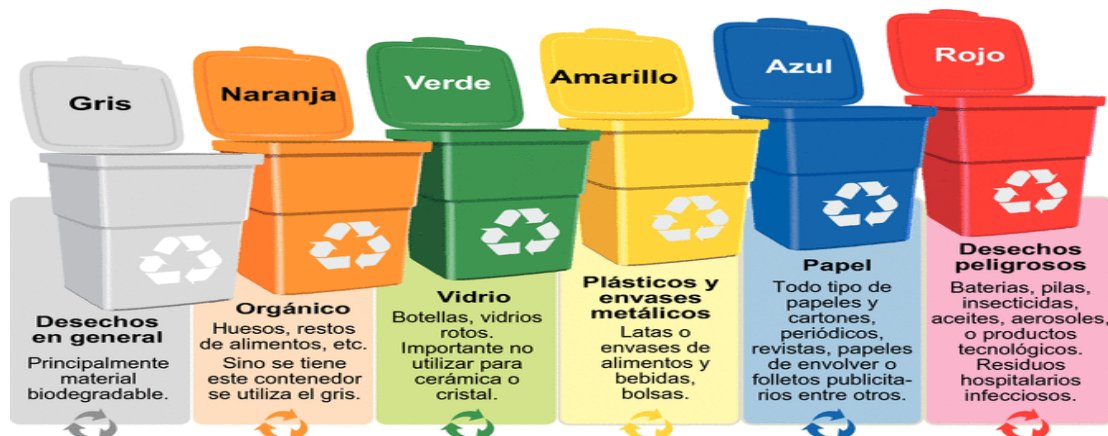 Gris
Desechos
en general
Principalmente
material
biodegradable.
Naranja
Orgánico
Huesos, restos
de alimentos, etc.
Sino se tiene
este contenedor
se utiliza el gris.
Verde
Vidrio
Botellas, vidrios
rotos.
Importante no
utilizar para
cerámica o
cristal.
Amarillo
Plásticos y
envases
metálicos
Latas o
envases de
alimentos y
bebidas,
bolsas.
Azul
Papel
Todo tipo de
papeles y
cartones,
periódicos,
revistas, papeles
de envolver o
folletos publicita-
rios entre otros.
Rojo
Desechos
peligrosos
Baterias, pilas,
insecticidas,
aceites, aerosoles,
o productos
tecnológicos.
Residuos
hospitalarios
infecciosos.